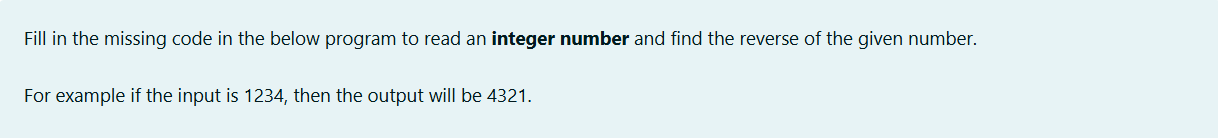 Fill in the missing code in the below program to read an integer number and find the reverse of the given number.
For example if the input is 1234, then the output will be 4321.